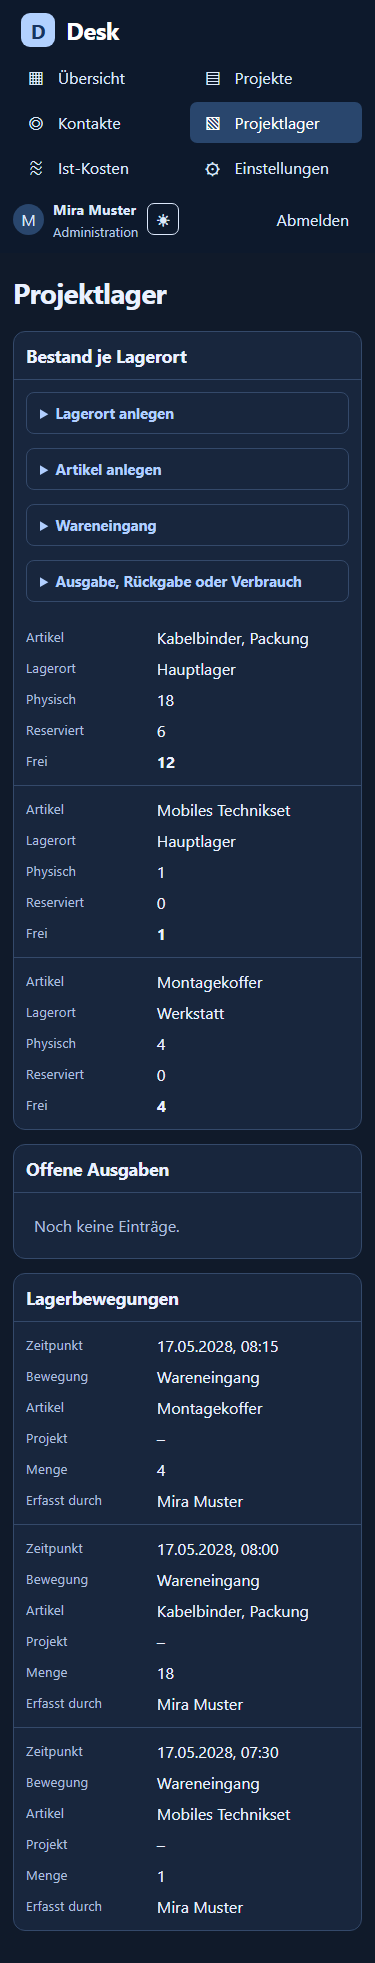 D Desk
Übersicht
Projekte
Kontakte
Projektlager
Ist-Kosten
Einstellungen
M
Mira Muster
Administration
Abmelden
Projektlager
Bestand je Lagerort
Lagerort anlegen
Artikel anlegen
Wareneingang
Ausgabe, Rückgabe oder Verbrauch
Artikel Kabelbinder, Packung
Lagerort Hauptlager
Physisch 18
Reserviert 6
Frei 12
Artikel Mobiles Technikset
Lagerort Hauptlager
Physisch 1
Reserviert 0
Frei 1
Artikel Montagekoffer
Lagerort Werkstatt
Physisch 4
Reserviert 0
Frei 4
Offene Ausgaben
Noch keine Einträge.
Lagerbewegungen
Zeitpunkt 17.05.2028, 08:15
Bewegung Wareneingang
Artikel Montagekoffer
Projekt –
Menge 4
Erfasst durch Mira Muster
Zeitpunkt 17.05.2028, 08:00
Bewegung Wareneingang
Artikel Kabelbinder, Packung
Projekt –
Menge 18
Erfasst durch Mira Muster
Zeitpunkt 17.05.2028, 07:30
Bewegung Wareneingang
Artikel Mobiles Technikset
Projekt –
Menge 1
Erfasst durch Mira Muster